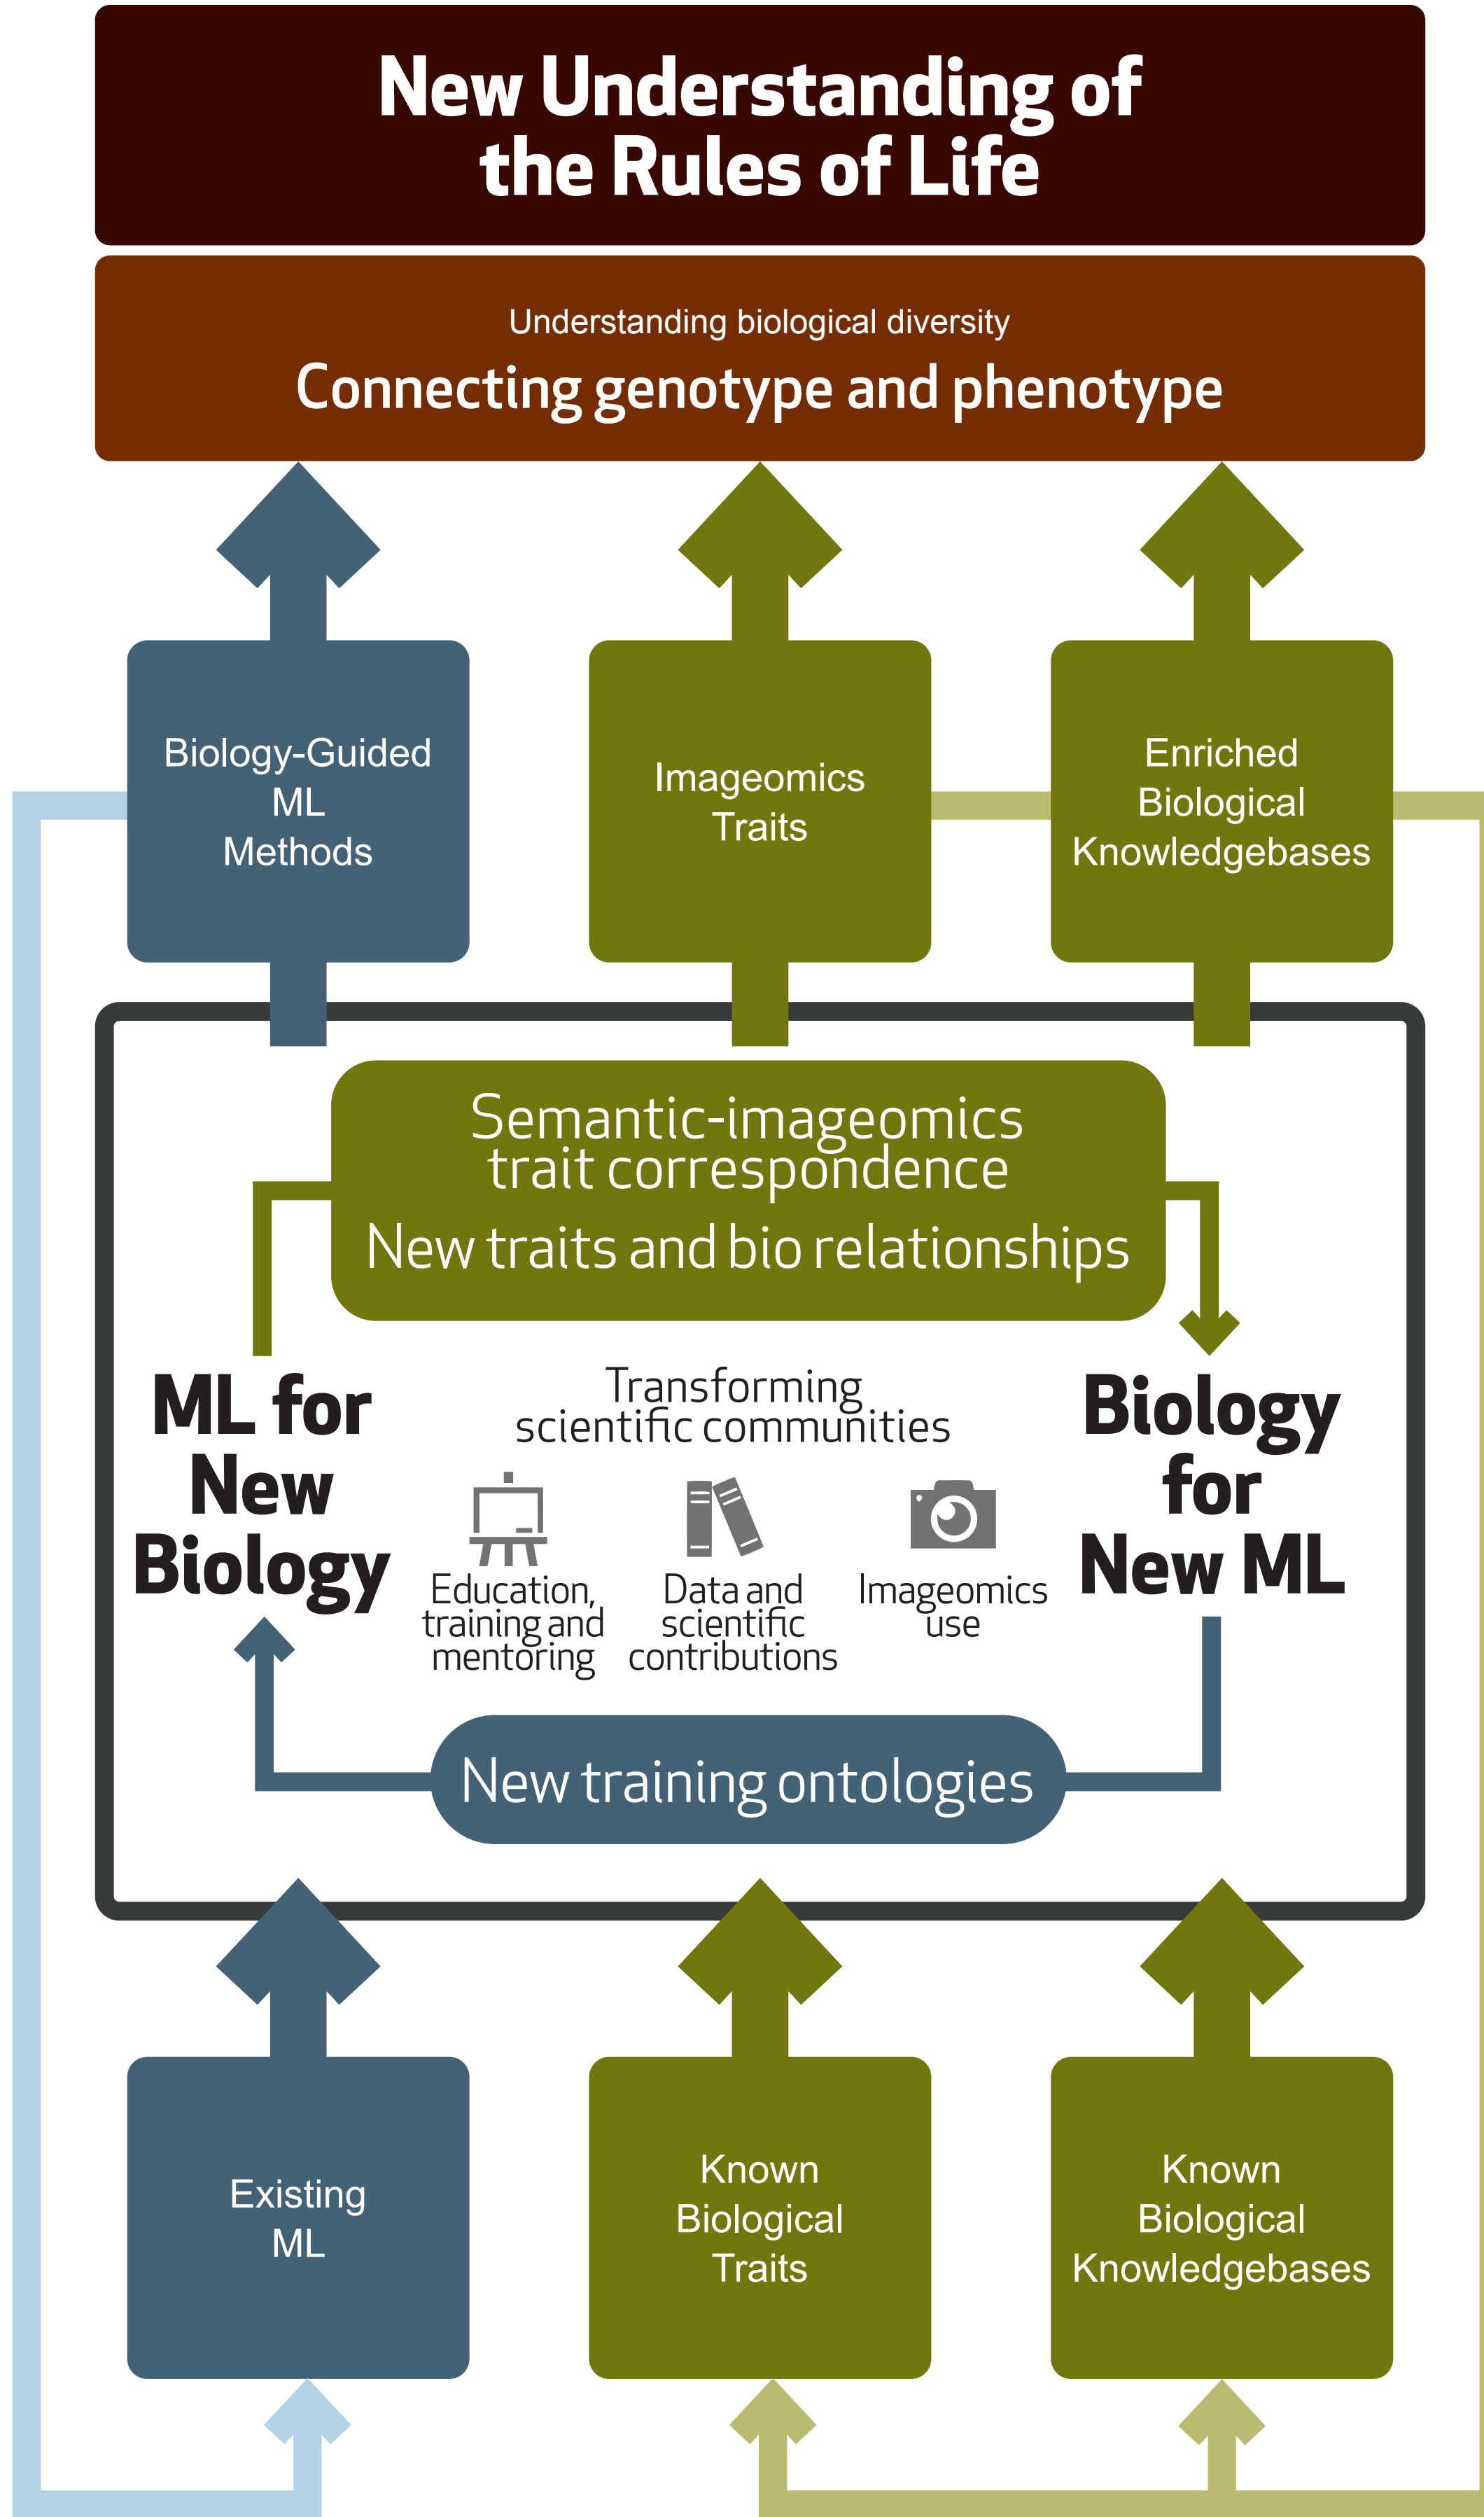 New Understanding of
the Rules of Life
Understanding biological diversity
Connecting genotype and phenotype
Biology-Guided
ML
Methods
Imageomics
Traits
Enriched
Biological
Knowledgebases
Semantic-imageomics
trait correspondence
New traits and bio relationships
ML for
New
Biology
Transforming
scientific communities
Education,
training and
mentoring
Data and
scientific
contributions
Imageomics
use
Biology
for
New ML
New training ontologies
Existing
ML
Known
Biological
Traits
Known
Biological
Knowledgebases